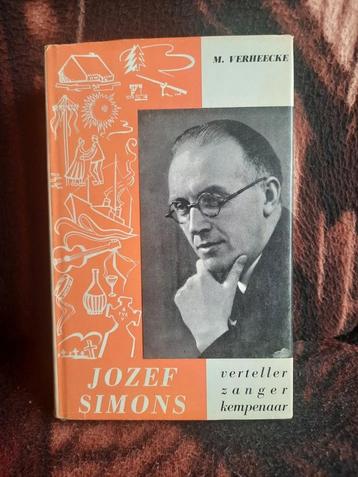 M. VERHEECKE
JOZEF
SIMONS
verteller
zanger
kempenaar